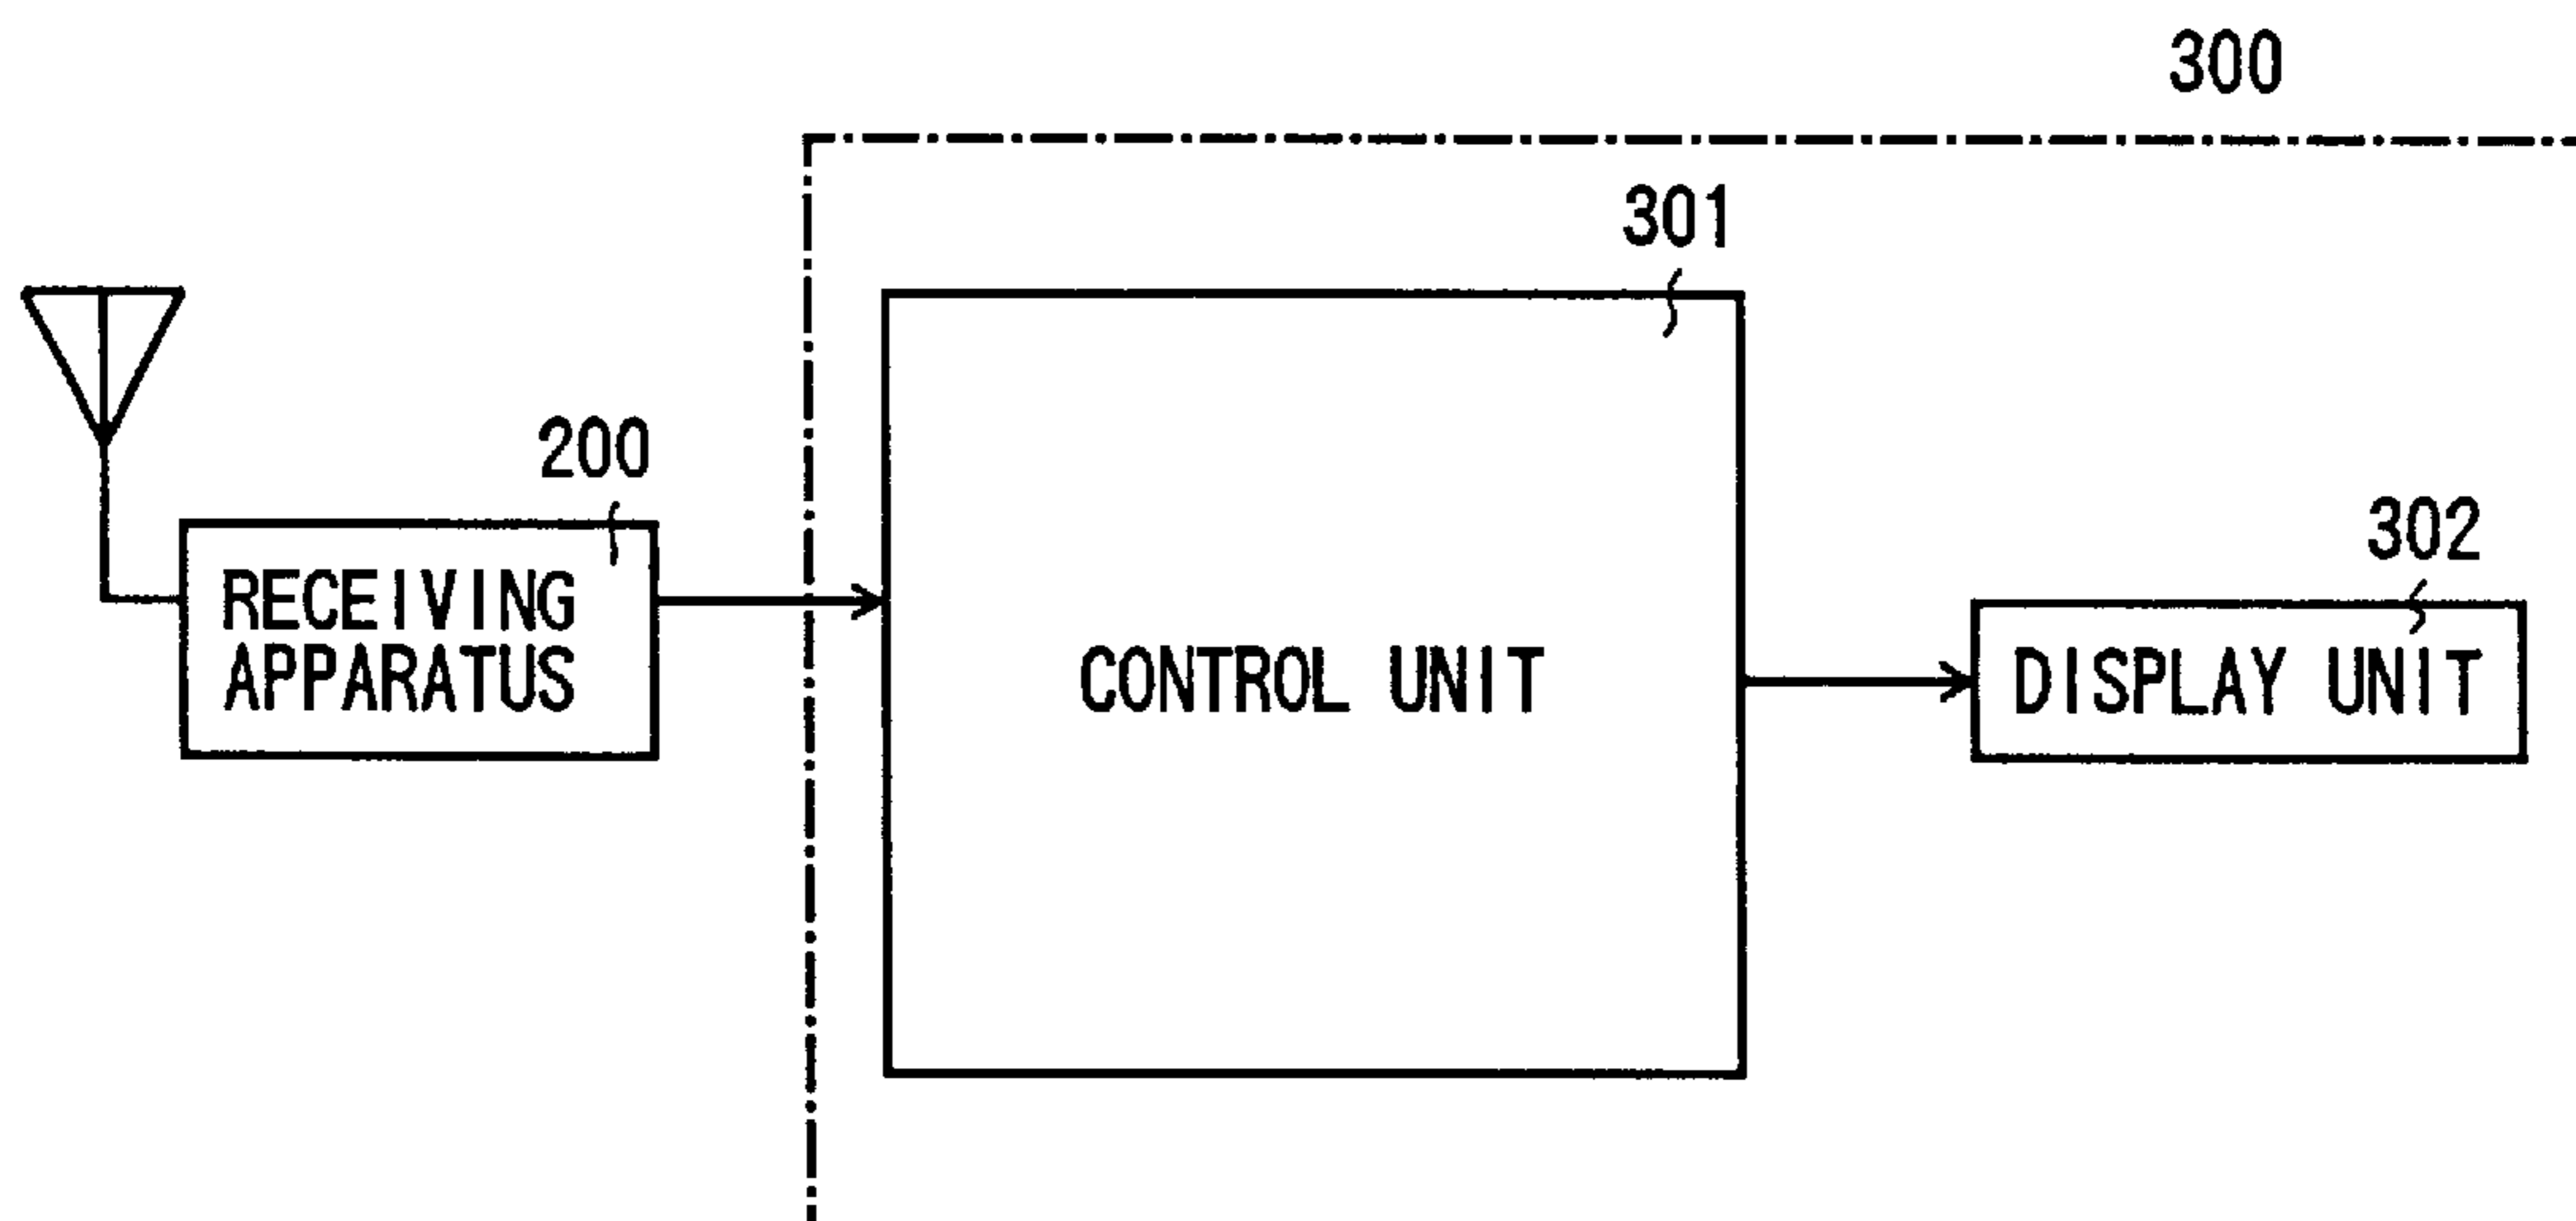 300
301
200
302
RECEIVING
APPARATUS
CONTROL UNIT
DISPLAY UNIT